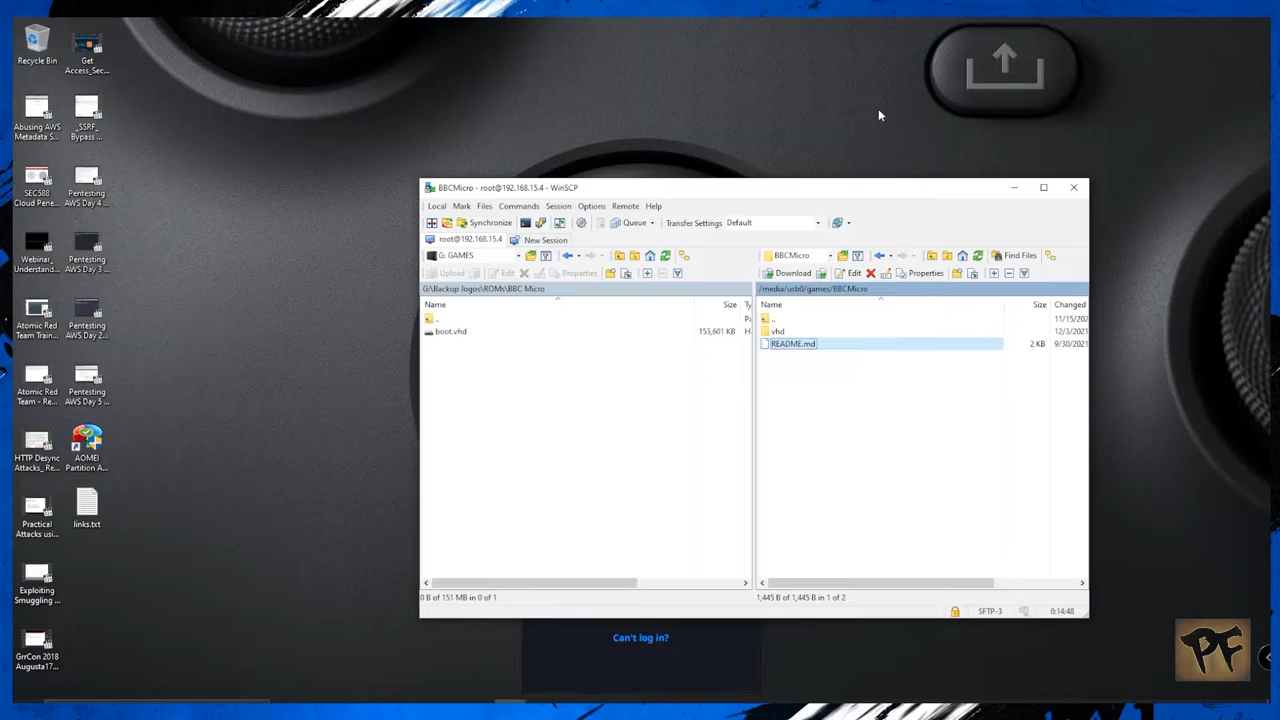 Recycle Bin
Get
Access_Sec...
Abusing AWS
Metadata S...
_SSRF_
Bypass ...
SEC588
Cloud Pene...
Pentesting
AWS Day 4 ...
Webinar_
Understand...
Pentesting
AWS Day 3...
Atomic Red
Team Train...
Pentesting
AWS Day 2...
Atomic Red
Team - Re...
Pentesting
AWS Day 5 ...
HTTP Desync
Attacks_ Re...
AOMEI
Partition A...
Practical
Attacks usi...
links.txt
Exploiting
Smuggling ...
GrrCon 2018
Augusta17...
BBCMicro - root@192.168.15.4 - WinSCP
Local Mark Files Commands Session Options Remote Help
Synchronize Queue Transfer Settings Default
root@192.168.15.4 New Session
G: GAMES
Upload Edit Properties
G:\Backup Jogos\ROMs\BBC Micro
Name Size Ty
.. Pa
boot.vhd 153,601 KB H
0 B of 151 MB in 0 of 1
BBCMicro Find Files
Download Edit Properties
/media/usb0/games/BBCMicro
Name Size Changed
.. 11/15/202
vhd 12/3/2021
README.md 2 KB 9/30/2021
1,445 B of 1,445 B in 1 of 2
SFTP-3 0:14:48
Can't log in?
PF